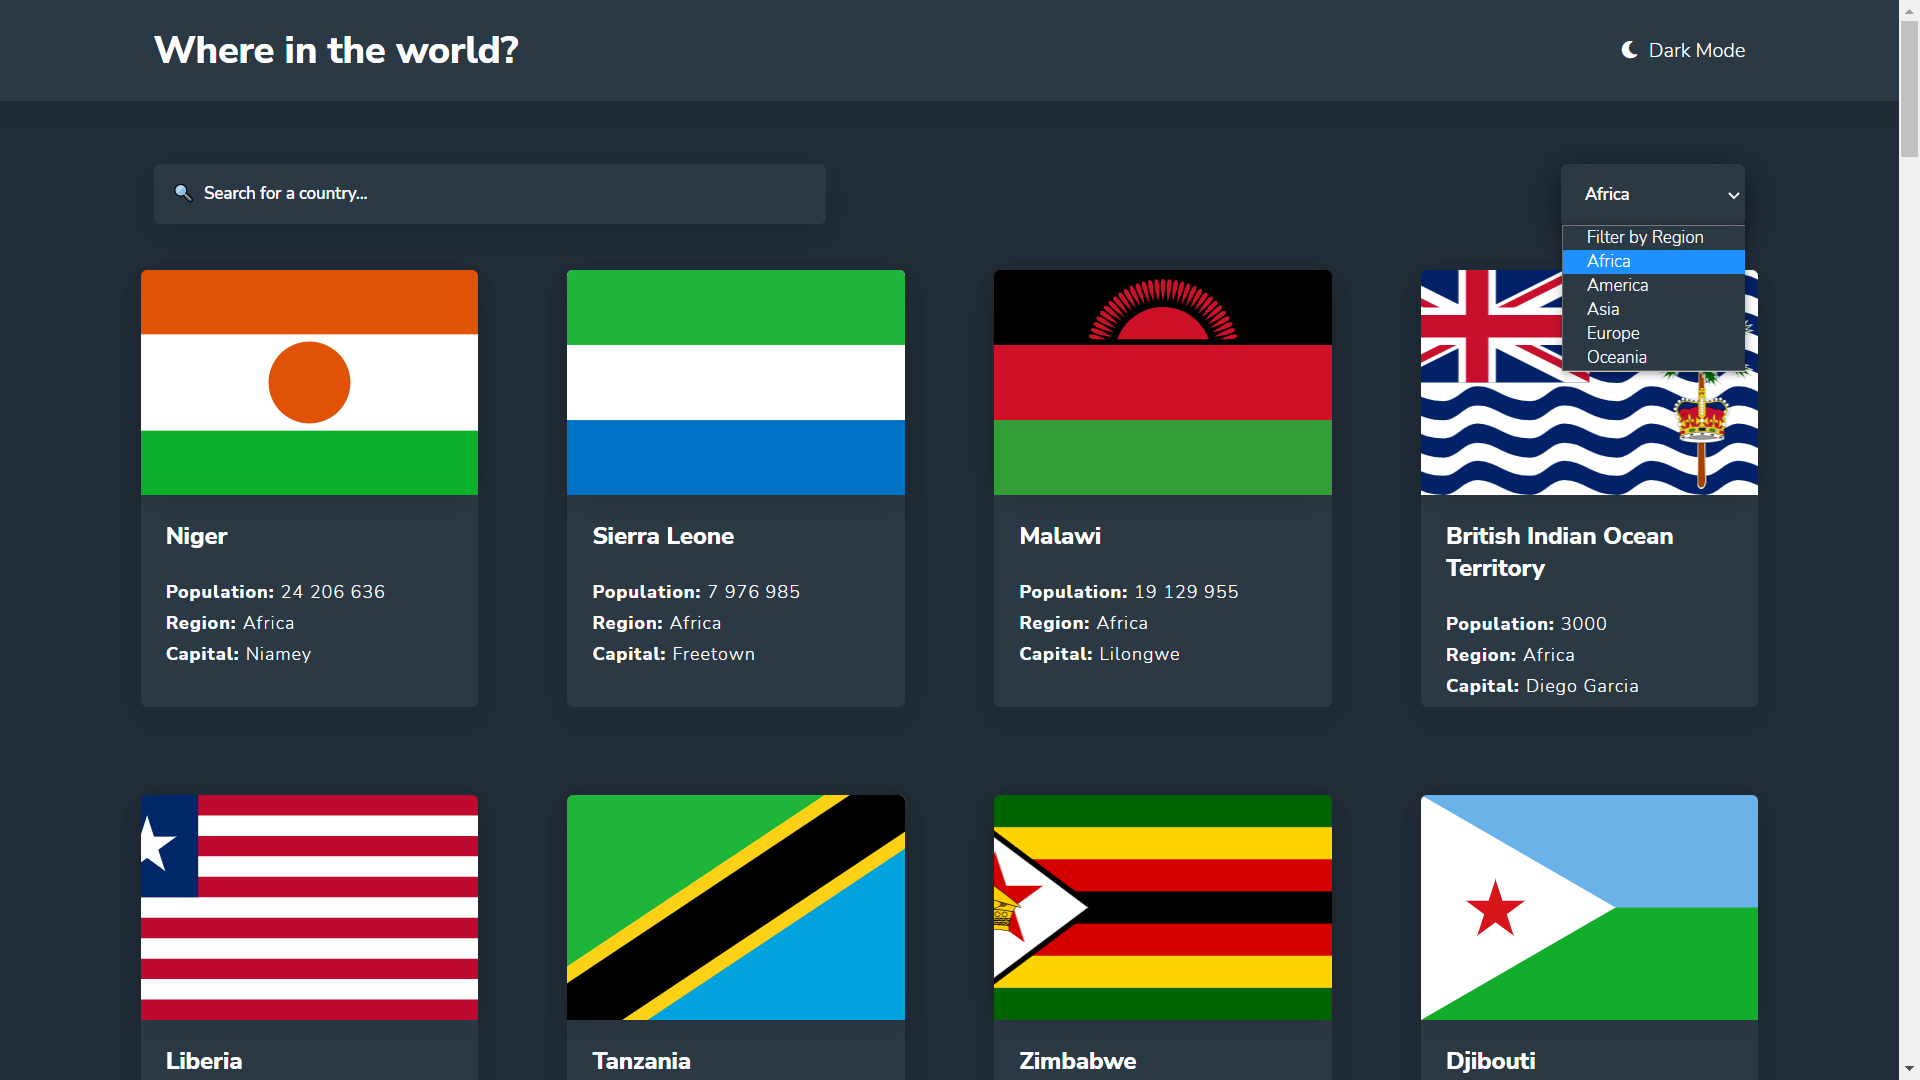 Where in the world?
Dark Mode
Search for a country...
Africa
Filter by Region
Africa
America
Asia
Europe
Oceania
Niger
Population: 24 206 636
Region: Africa
Capital: Niamey
Sierra Leone
Population: 7 976 985
Region: Africa
Capital: Freetown
Malawi
Population: 19 129 955
Region: Africa
Capital: Lilongwe
British Indian Ocean
Territory
Population: 3000
Region: Africa
Capital: Diego Garcia
Liberia
Tanzania
Zimbabwe
Djibouti